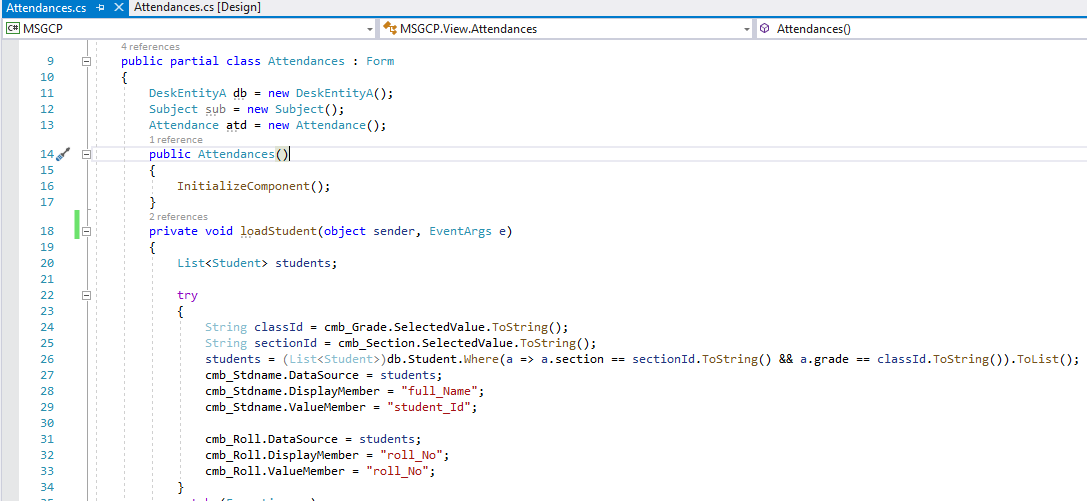 Attendances.cs Attendances.cs [Design]
C# MSGCP MSGCP.View.Attendances Attendances()
4 references
9 public partial class Attendances : Form
10 {
11 DeskEntityA db = new DeskEntityA();
12 Subject sub = new Subject();
13 Attendance atd = new Attendance();
1 reference
14 public Attendances()
15 {
16 InitializeComponent();
17 }
2 references
18 private void loadStudent(object sender, EventArgs e)
19 {
20 List<Student> students;
21
22 try
23 {
24 String classId = cmb_Grade.SelectedValue.ToString();
25 String sectionId = cmb_Section.SelectedValue.ToString();
26 students = (List<Student>)db.Student.Where(a => a.section == sectionId.ToString() && a.grade == classId.ToString()).ToList();
27 cmb_Stdname.DataSource = students;
28 cmb_Stdname.DisplayMember = "full_Name";
29 cmb_Stdname.ValueMember = "student_Id";
30
31 cmb_Roll.DataSource = students;
32 cmb_Roll.DisplayMember = "roll_No";
33 cmb_Roll.ValueMember = "roll_No";
34 }